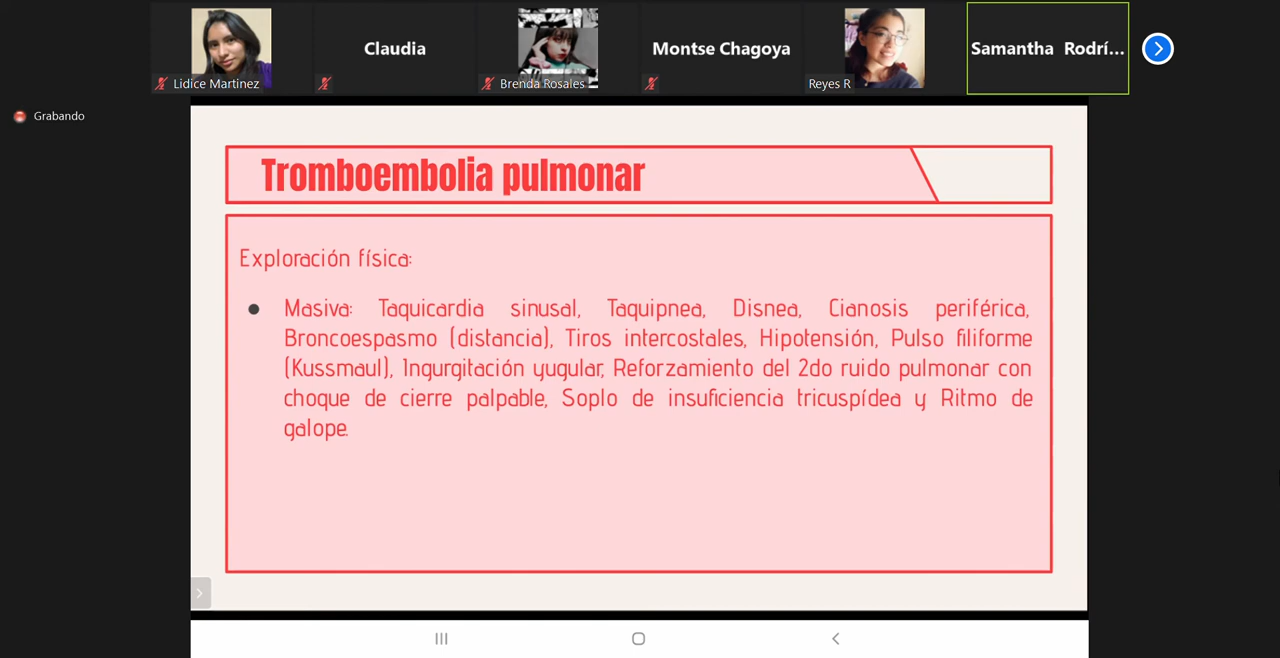 Claudia
Montse Chagoya
Samantha Rodrí...
Lidice Martinez
Brenda Rosales
Reyes R
Grabando
Tromboembolia pulmonar
Exploración física:
Masiva: Taquicardia sinusal, Taquipnea, Disnea, Cianosis periférica,
Broncoespasmo (distancia), Tiros intercostales, Hipotensión, Pulso filiforme
(Kussmaul), Ingurgitación yugular, Reforzamiento del 2do ruido pulmonar con
choque de cierre palpable, Soplo de insuficiencia tricuspídea y Ritmo de
galope.